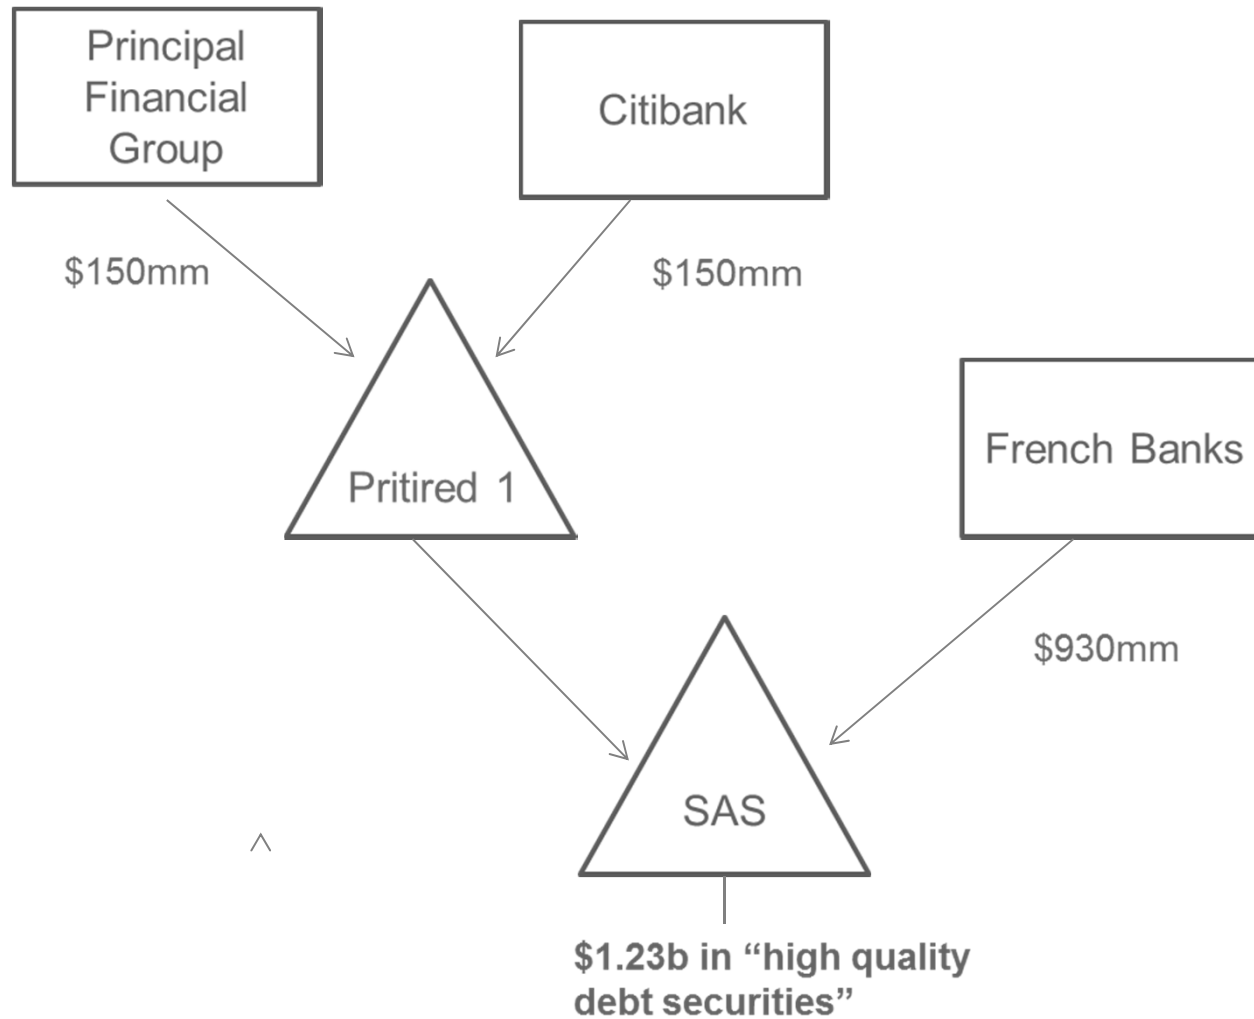 Principal
Financial
Group
Citibank
$150mm
$150mm
French Banks
Pritired 1
$930mm
SAS
$1.23b in “high quality
debt securities”